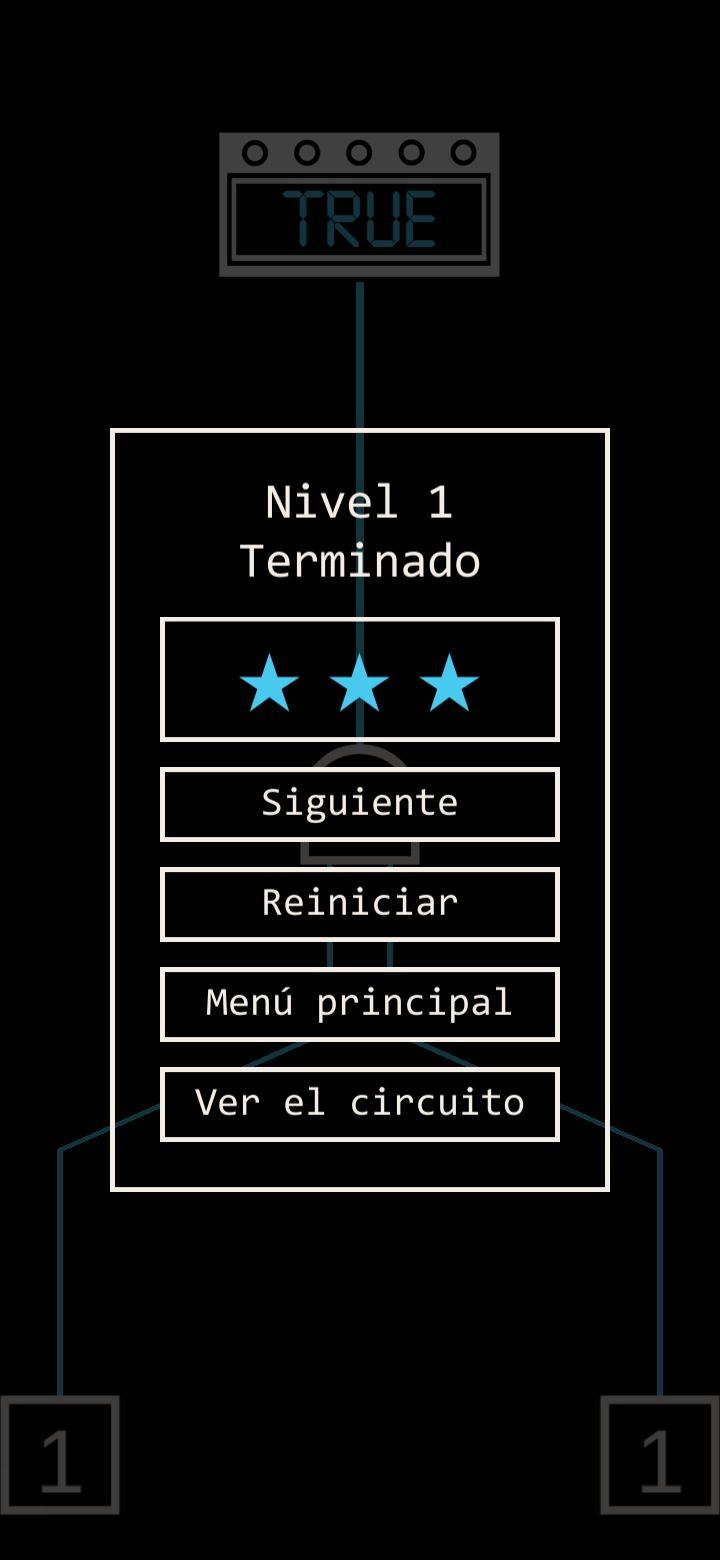 TRUE
Nivel 1
Terminado
Siguiente
Reiniciar
Menú principal
Ver el circuito
1 1